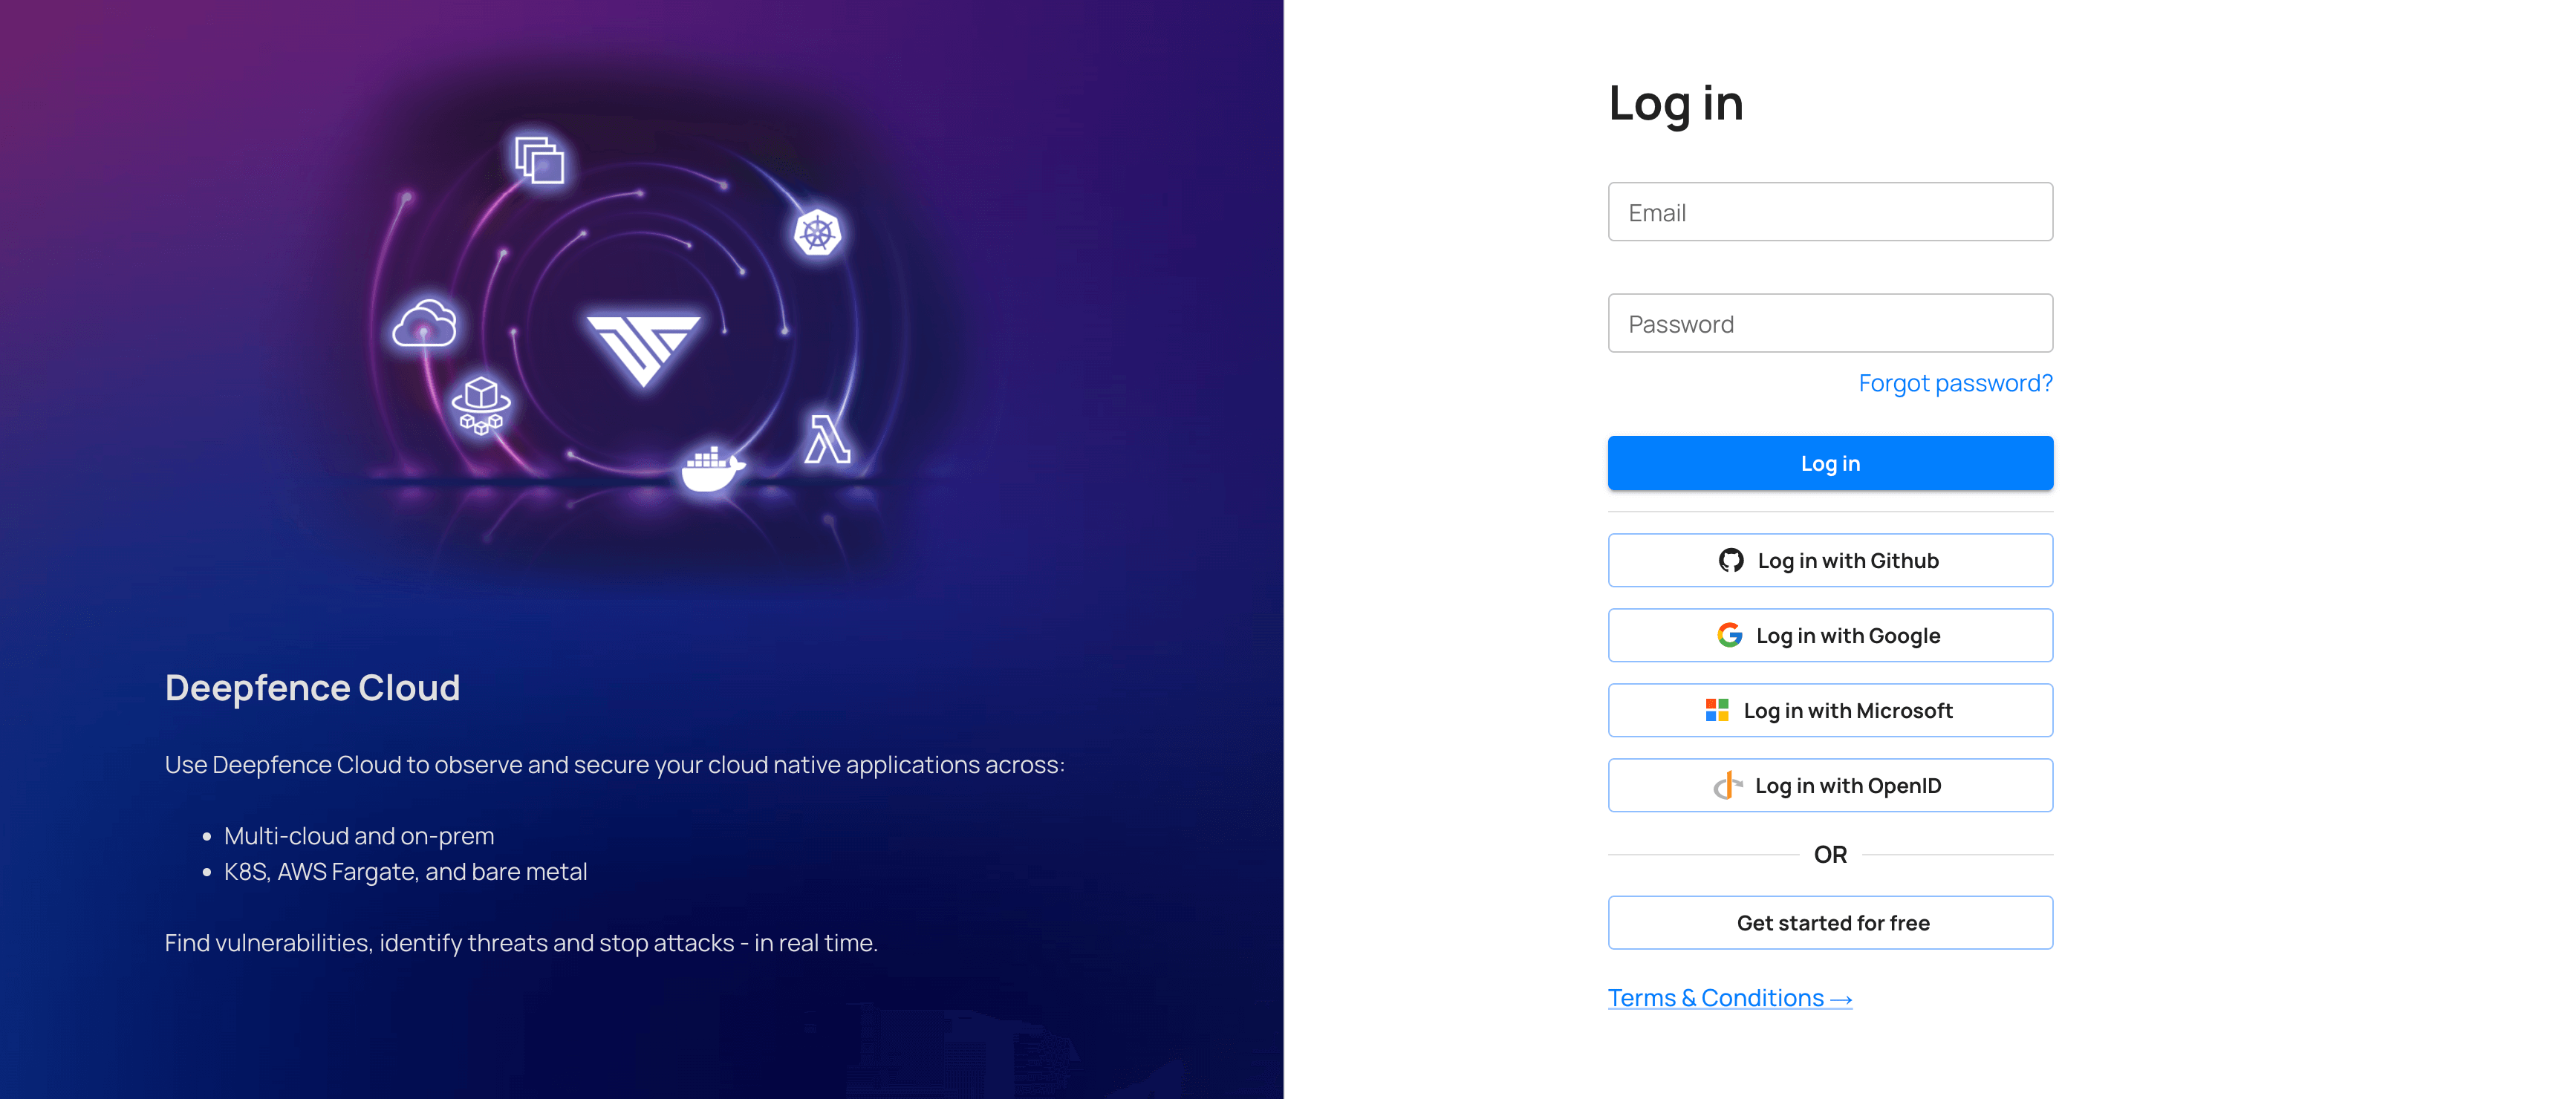 Deepfence Cloud
Use Deepfence Cloud to observe and secure your cloud native applications across:
• Multi-cloud and on-prem
• K8S, AWS Fargate, and bare metal
Find vulnerabilities, identify threats and stop attacks - in real time.
Log in
Email
Password
Forgot password?
Log in
Log in with Github
Log in with Google
Log in with Microsoft
Log in with OpenID
OR
Get started for free
Terms & Conditions →